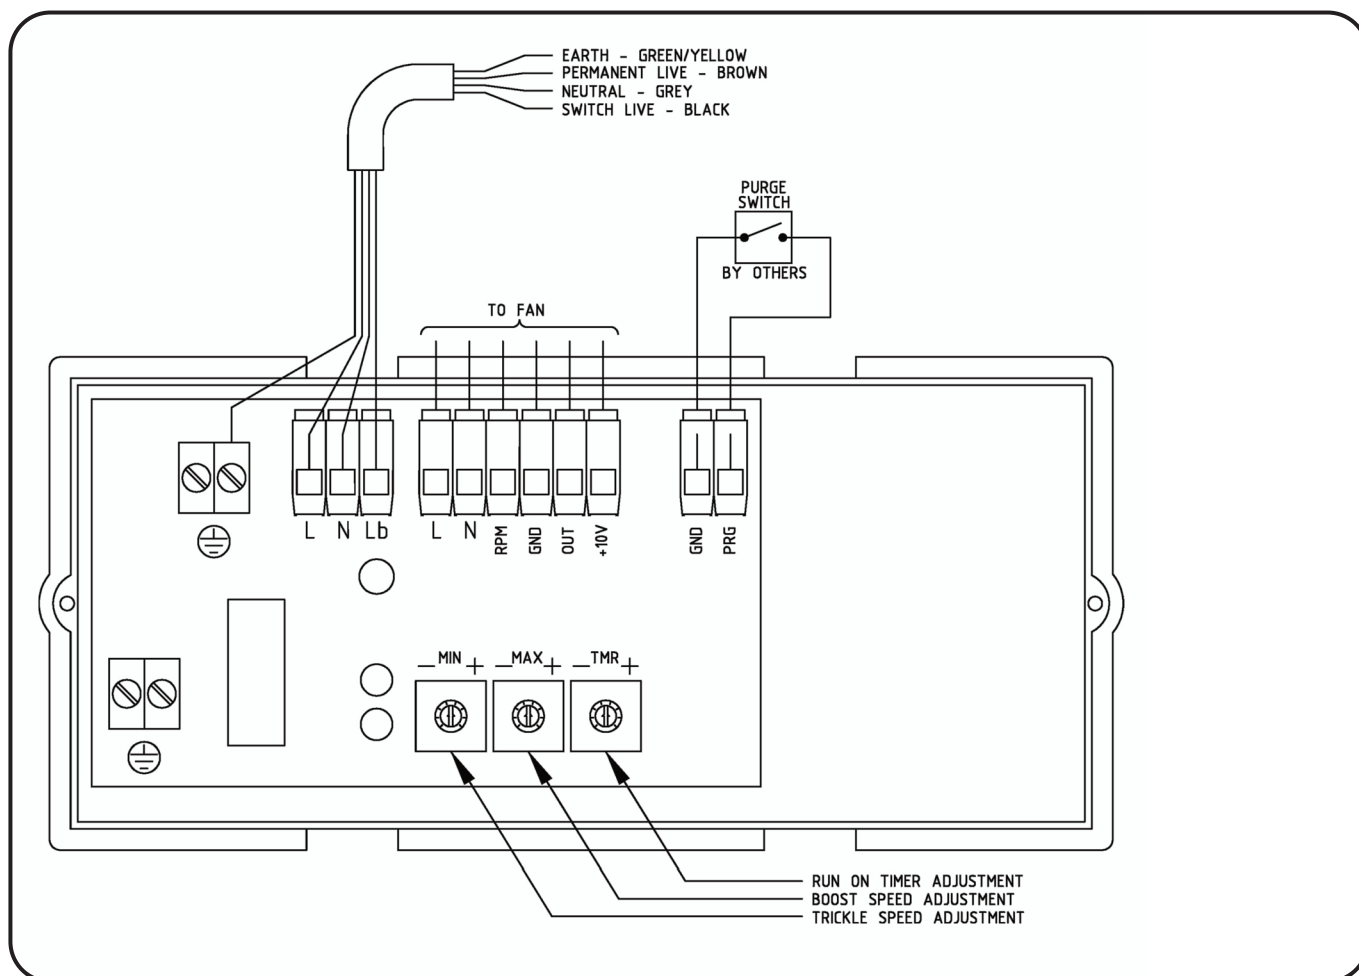 EARTH - GREEN/YELLOW
PERMANENT LIVE - BROWN
NEUTRAL - GREY
SWITCH LIVE - BLACK
PURGE
SWITCH
BY OTHERS
TO FAN
L N Lb L N RPM GND OUT +10V GND PRG
- MIN + - MAX + - TMR +
RUN ON TIMER ADJUSTMENT
BOOST SPEED ADJUSTMENT
TRICKLE SPEED ADJUSTMENT